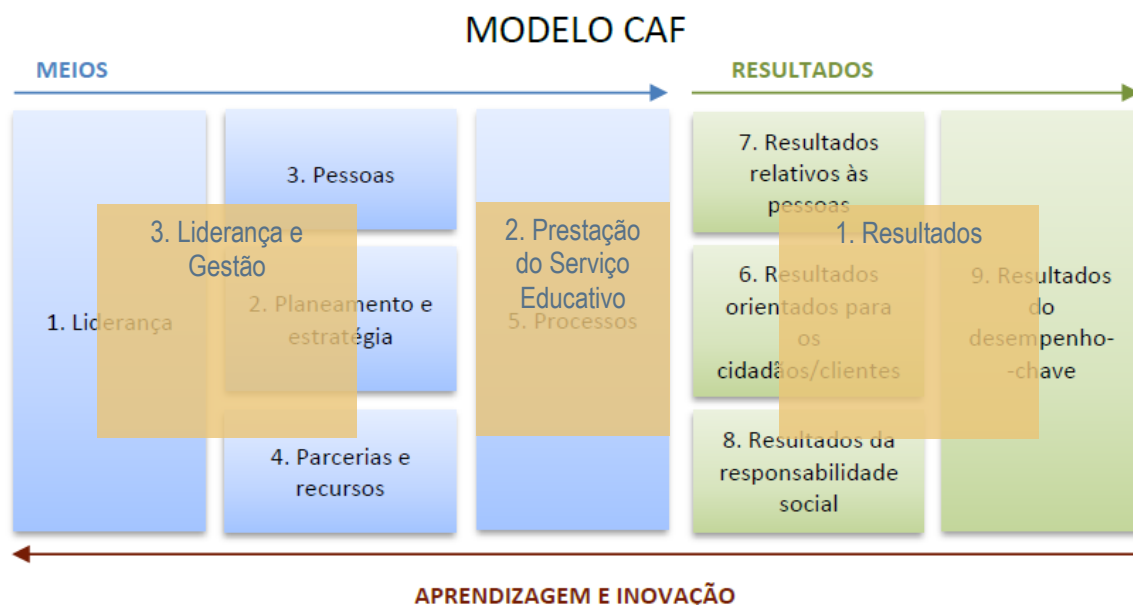 MODELO CAF
MEIOS
RESULTADOS
1. Liderança
3. Pessoas
2. Planeamento e
estratégia
4. Parcerias e
recursos
3. Liderança e
Gestão
5. Processos
2. Prestação
do Serviço
Educativo
7. Resultados
relativos às
pessoas
6. Resultados
orientados para
os
cidadãos/clientes
8. Resultados da
responsabilidade
social
1. Resultados
9. Resultados
do
desempenho-
-chave
APRENDIZAGEM E INOVAÇÃO